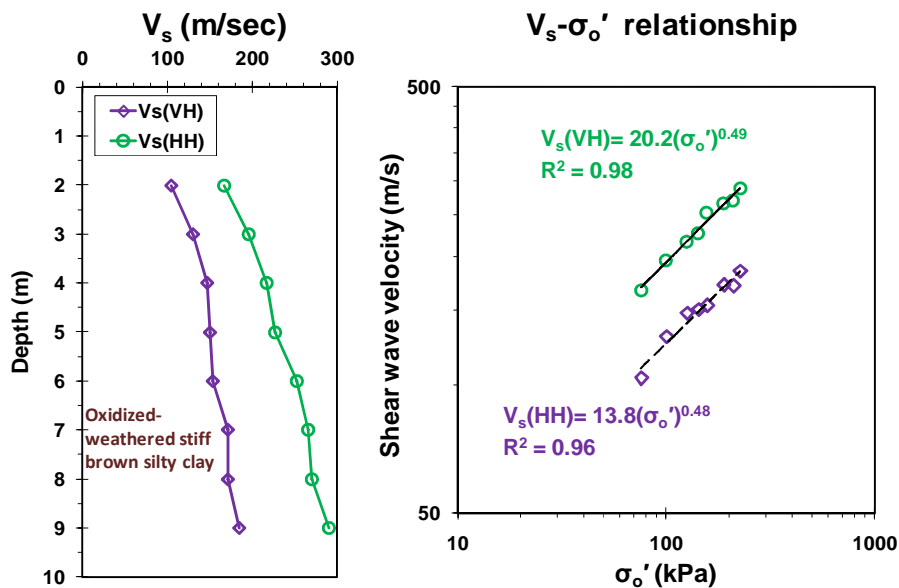 Vₛ (m/sec)
0 100 200 300
0
1
2
3
4
5
6
7
8
9
10
Depth (m)
Vs(VH)
Vs(HH)
Oxidized-
weathered stiff
brown silty clay
Vₛ-σₒ′ relationship
500
50
Shear wave velocity (m/s)
Vₛ(VH)= 20.2(σₒ′)⁰·⁴⁹
R² = 0.98
Vₛ(HH)= 13.8(σₒ′)⁰·⁴⁸
R² = 0.96
10 100 1000
σₒ′ (kPa)